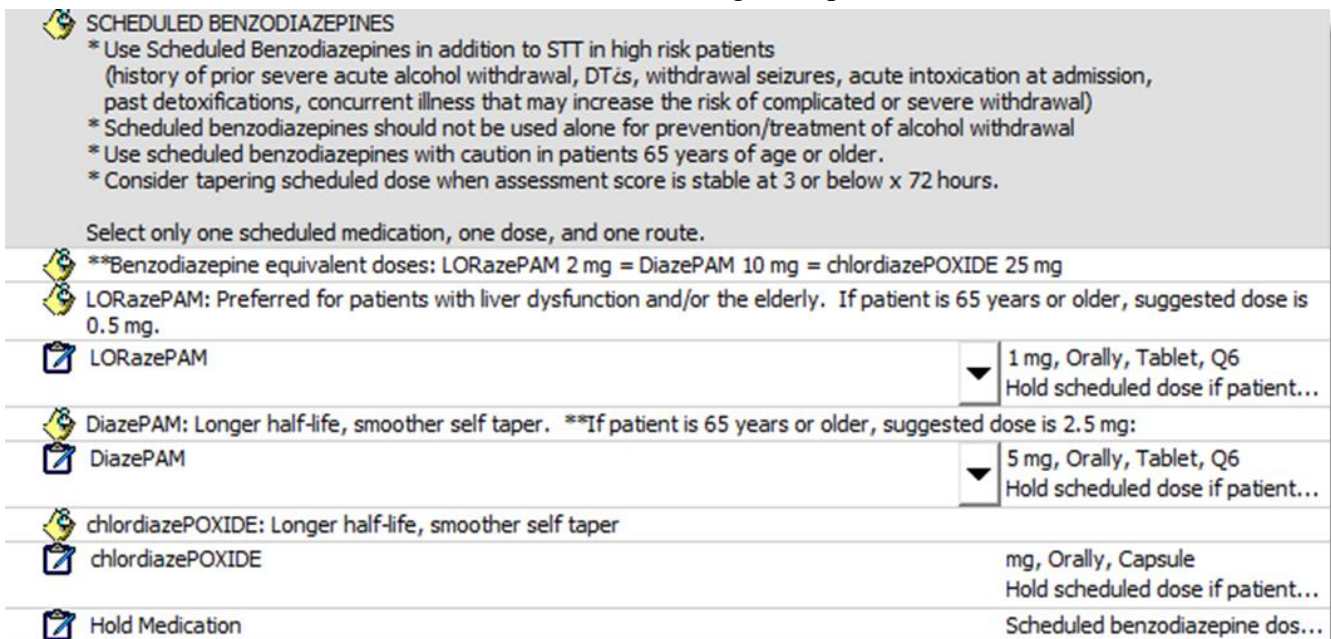 SCHEDULED BENZODIAZEPINES
* Use Scheduled Benzodiazepines in addition to STT in high risk patients
(history of prior severe acute alcohol withdrawal, DT¿s, withdrawal seizures, acute intoxication at admission,
past detoxifications, concurrent illness that may increase the risk of complicated or severe withdrawal)
* Scheduled benzodiazepines should not be used alone for prevention/treatment of alcohol withdrawal
* Use scheduled benzodiazepines with caution in patients 65 years of age or older.
* Consider tapering scheduled dose when assessment score is stable at 3 or below x 72 hours.
Select only one scheduled medication, one dose, and one route.
**Benzodiazepine equivalent doses: LORazePAM 2 mg = DiazePAM 10 mg = chlordiazePOXIDE 25 mg
LORazePAM: Preferred for patients with liver dysfunction and/or the elderly. If patient is 65 years or older, suggested dose is
0.5 mg.
LORazePAM 1 mg, Orally, Tablet, Q6
Hold scheduled dose if patient...
DiazePAM: Longer half-life, smoother self taper. **If patient is 65 years or older, suggested dose is 2.5 mg:
DiazePAM 5 mg, Orally, Tablet, Q6
Hold scheduled dose if patient...
chlordiazePOXIDE: Longer half-life, smoother self taper
chlordiazePOXIDE mg, Orally, Capsule
Hold scheduled dose if patient...
Hold Medication Scheduled benzodiazepine dos...